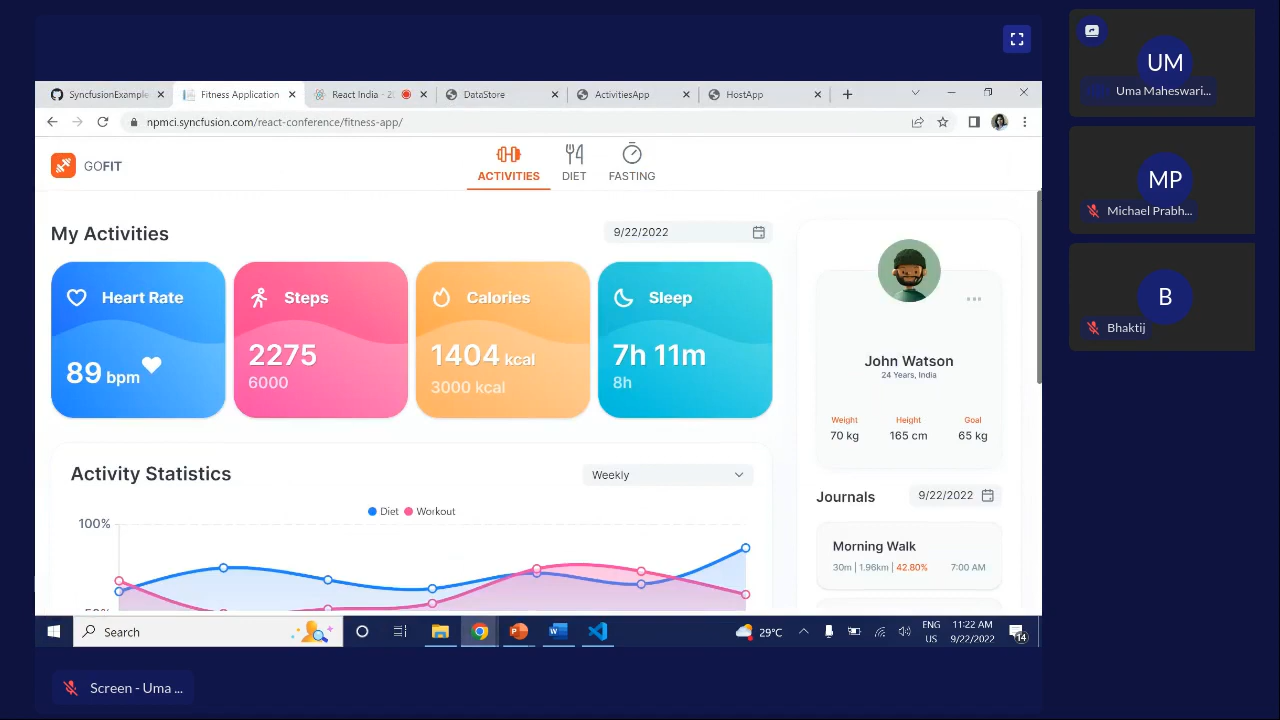 SyncfusionExample
Fitness Application
React India - 20
DataStore
ActivitiesApp
HostApp
npmci.syncfusion.com/react-conference/fitness-app/
GOFIT
ACTIVITIES
DIET
FASTING
My Activities
9/22/2022
Heart Rate
89 bpm
Steps
2275
6000
Calories
1404 kcal
3000 kcal
Sleep
7h 11m
8h
John Watson
24 Years, India
Weight Height Goal
70 kg 165 cm 65 kg
Activity Statistics
Weekly
Diet Workout
100%
Journals
9/22/2022
Morning Walk
30m | 1.96km | 42.80% 7:00 AM
Search
29°C
ENG
US
11:22 AM
9/22/2022
14
Screen - Uma ...
UM
Uma Maheswari...
MP
Michael Prabh...
B
Bhaktij